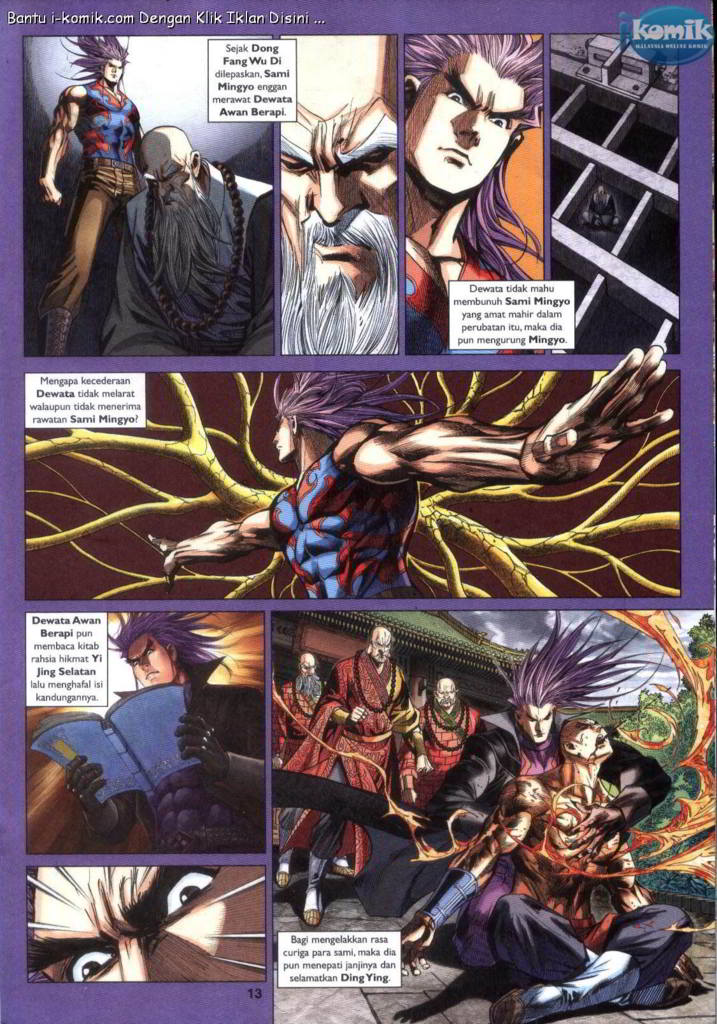 Bantu i-komik.com Dengan Klik Iklan Disini ...
i komik
MALAYSIA ONLINE KOMIK
Sejak Dong
Fang Wu Di
dilepaskan, Sami
Mingyo enggan
merawat Dewata
Awan Berapi.
Dewata tidak mahu
membunuh Sami Mingyo
yang amat mahir dalam
perubatan itu, maka dia
pun mengurung Mingyo.
Mengapa kecederaan
Dewata tidak melarat
walaupun tidak menerima
rawatan Sami Mingyo?
Dewata Awan
Berapi pun
membaca kitab
rahsia hikmat Yi
Jing Selatan
lalu menghafal isi
kandungannya.
Bagi mengelakkan rasa
curiga para sami, maka dia
pun menepati janjinya dan
selamatkan Ding Ying.
13